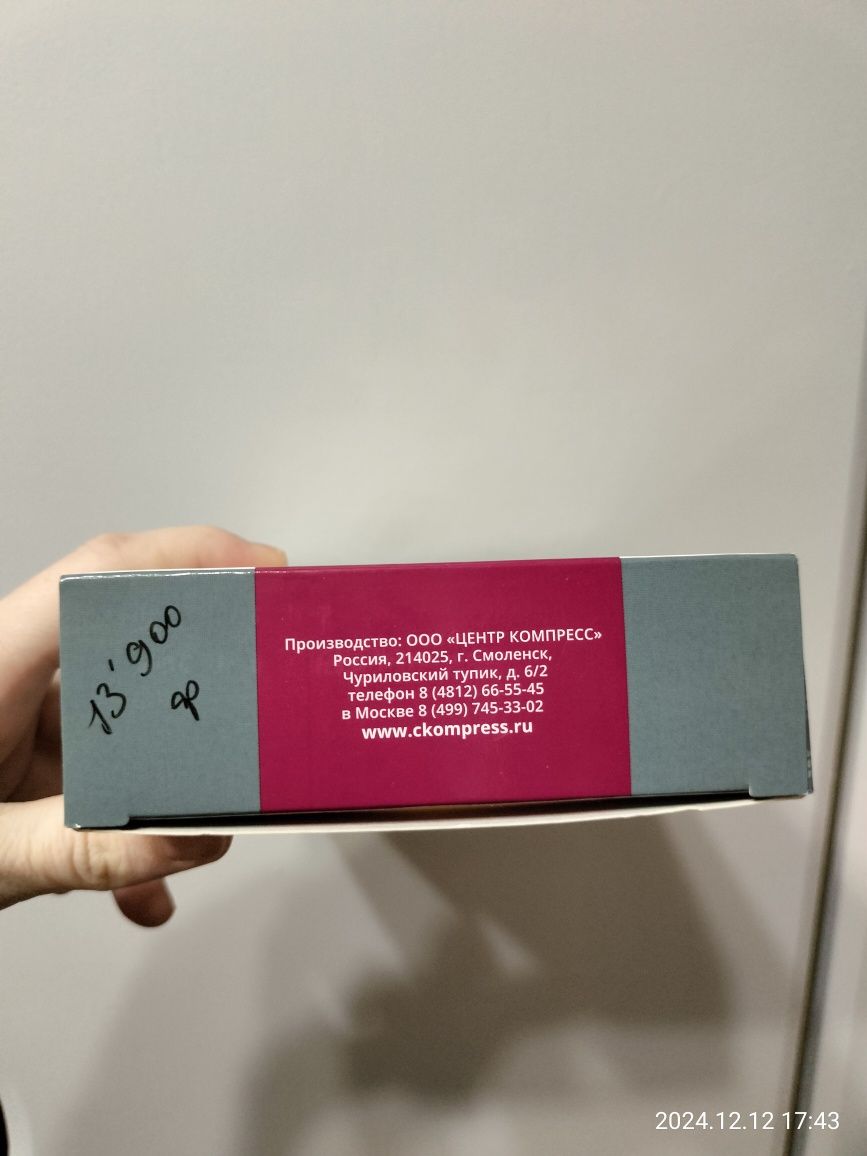 13'900
Производство: ООО «ЦЕНТР КОМПРЕСС»
Россия, 214025, г. Смоленск,
Чуриловский тупик, д. 6/2
телефон 8 (4812) 66-55-45
в Москве 8 (499) 745-33-02
www.ckompress.ru
2024.12.12 17:43